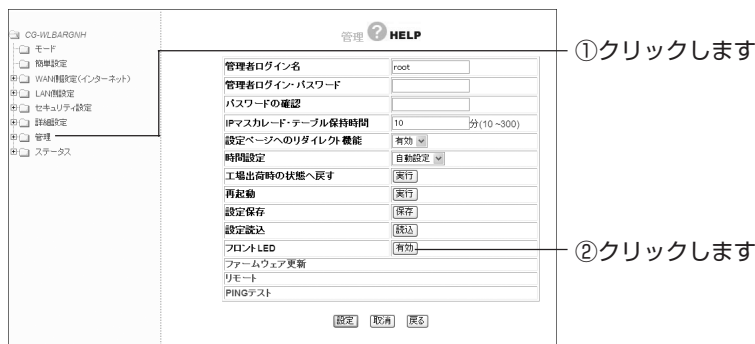 CG-WLBARGNH
モード
簡単設定
WAN側設定(インターネット)
LAN側設定
セキュリティ設定
詳細設定
管理
ステータス
管理 ? HELP
管理者ログイン名 root
管理者ログイン・パスワード
パスワードの確認
IPマスカレード・テーブル保持時間 10 分(10 ~300)
設定ページへのリダイレクト機能 有効
時間設定 自動設定
工場出荷時の状態へ戻す 実行
再起動 実行
設定保存 保存
設定読込 読込
フロントLED 有効
ファームウェア更新
リモート
PINGテスト
設定 取消 戻る
①クリックします
②クリックします